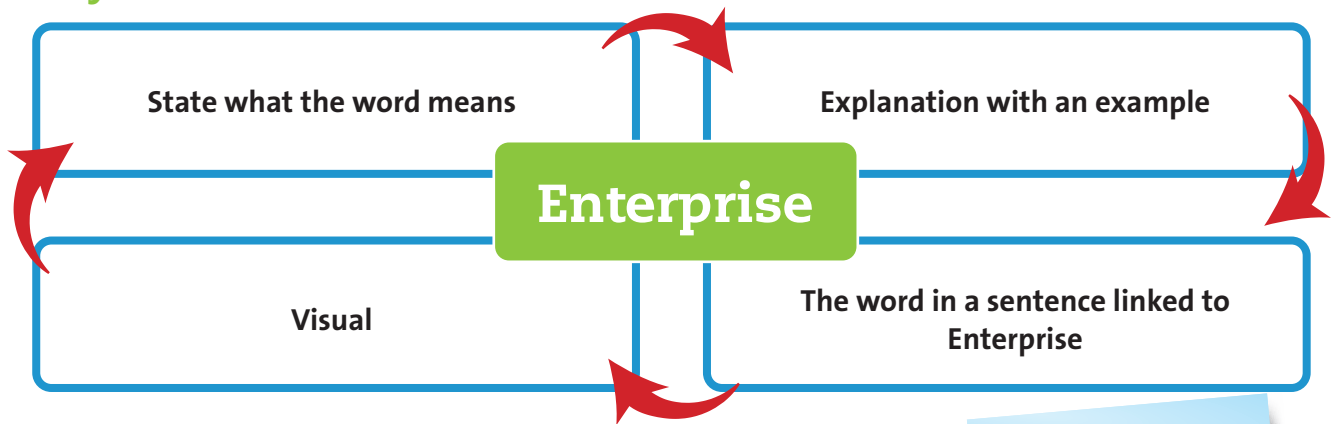 State what the word means
Explanation with an example
Enterprise
Visual
The word in a sentence linked to
Enterprise